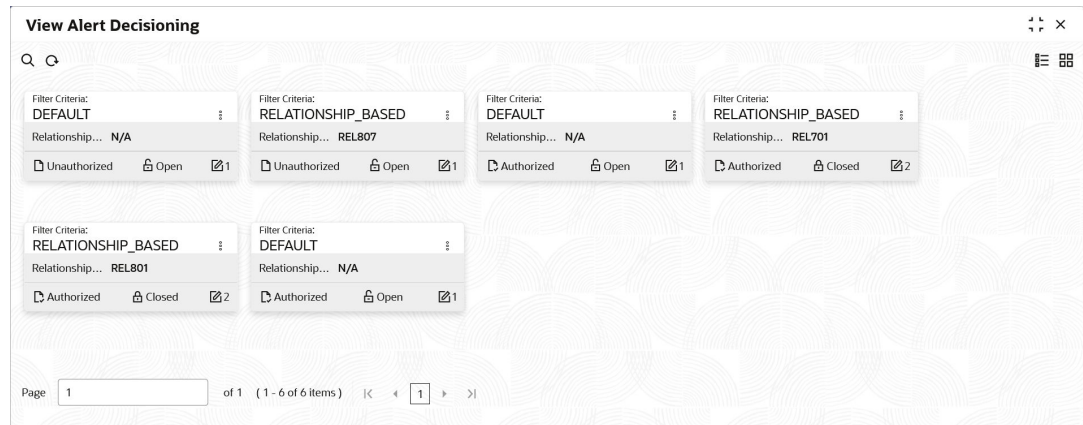 View Alert Decisioning
Filter Criteria:
DEFAULT
Relationship... N/A
Unauthorized Open 1
Filter Criteria:
RELATIONSHIP_BASED
Relationship... REL807
Unauthorized Open 1
Filter Criteria:
DEFAULT
Relationship... N/A
Authorized Open 1
Filter Criteria:
RELATIONSHIP_BASED
Relationship... REL701
Authorized Closed 2
Filter Criteria:
RELATIONSHIP_BASED
Relationship... REL801
Authorized Closed 2
Filter Criteria:
DEFAULT
Relationship... N/A
Authorized Open 1
Page 1 of 1 ( 1 - 6 of 6 items ) 1